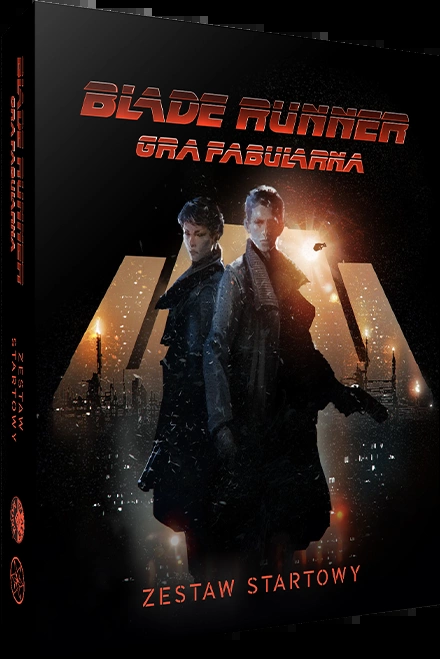 BLADE RUNNER
GRA FABULARNA
ZESTAW STARTOWY
BLADE RUNNER
GRA FABULARNA
ZESTAW
STARTOWY